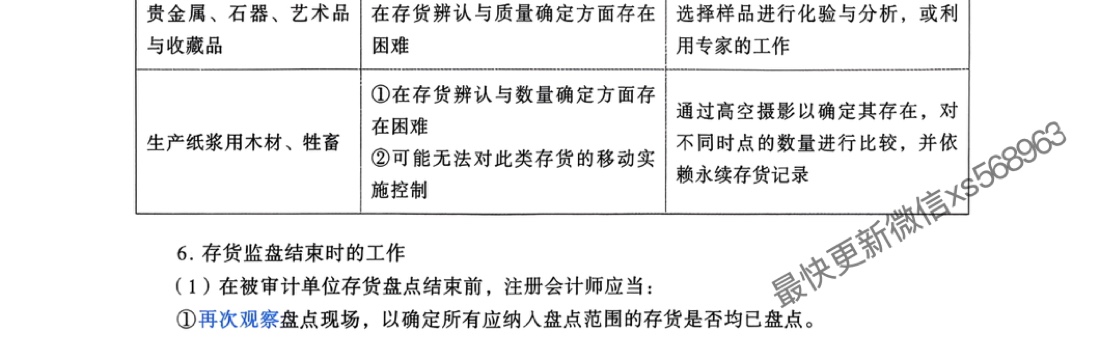 贵金属、石器、艺术品
与收藏品
在存货辨认与质量确定方面存在
困难
选择样品进行化验与分析，或利
用专家的工作
生产纸浆用木材、牲畜
①在存货辨认与数量确定方面存
在困难
②可能无法对此类存货的移动实
施控制
通过高空摄影以确定其存在，对
不同时点的数量进行比较，并依
赖永续存货记录
6. 存货监盘结束时的工作
（1）在被审计单位存货盘点结束前，注册会计师应当：
①再次观察盘点现场，以确定所有应纳入盘点范围的存货是否均已盘点。
最快更新微信xs568963